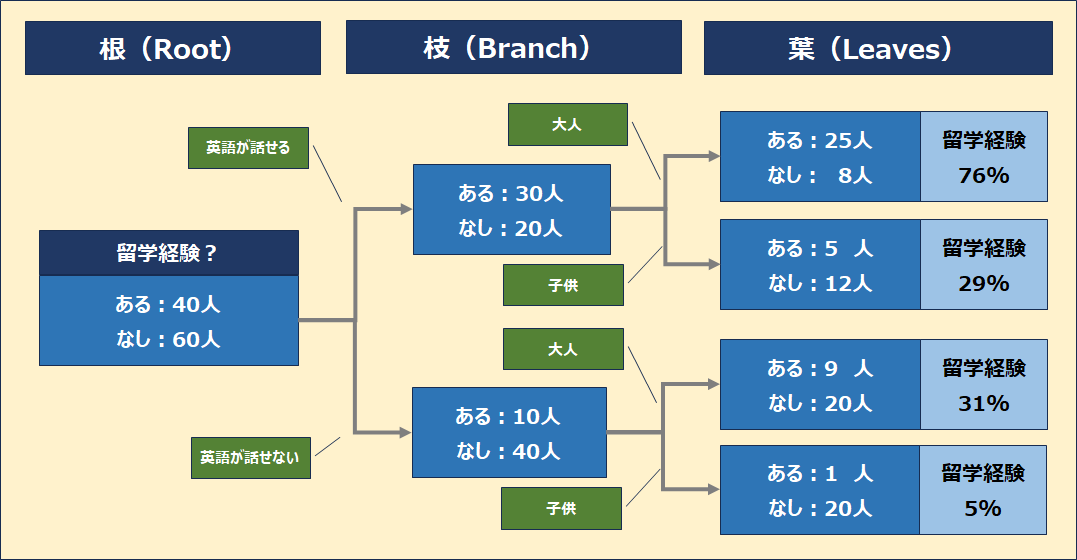 根（Root）
枝（Branch）
葉（Leaves）
英語が話せる
留学経験？
ある：40人
なし：60人
英語が話せない
大人
ある：30人
なし：20人
子供
大人
ある：10人
なし：40人
子供
ある：25人
なし：　8人
留学経験
76%
ある：5　人
なし：12人
留学経験
29%
ある：9　人
なし：20人
留学経験
31%
ある：1　人
なし：20人
留学経験
5%